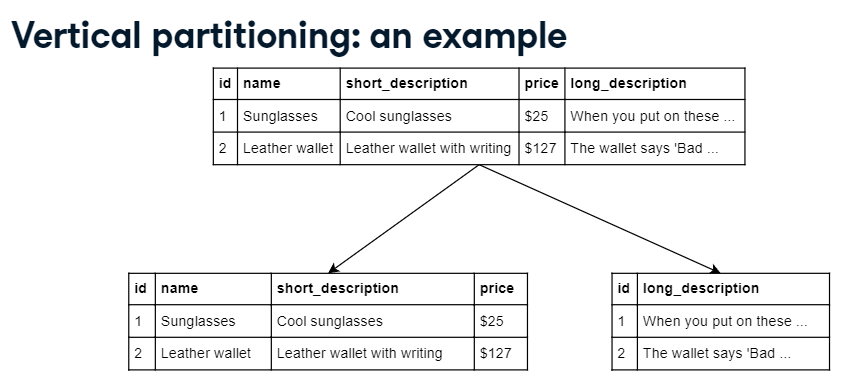 Vertical partitioning: an example
id name short_description price long_description
1 Sunglasses Cool sunglasses $25 When you put on these ...
2 Leather wallet Leather wallet with writing $127 The wallet says 'Bad ...
id name short_description price
1 Sunglasses Cool sunglasses $25
2 Leather wallet Leather wallet with writing $127
id long_description
1 When you put on these ...
2 The wallet says 'Bad ...